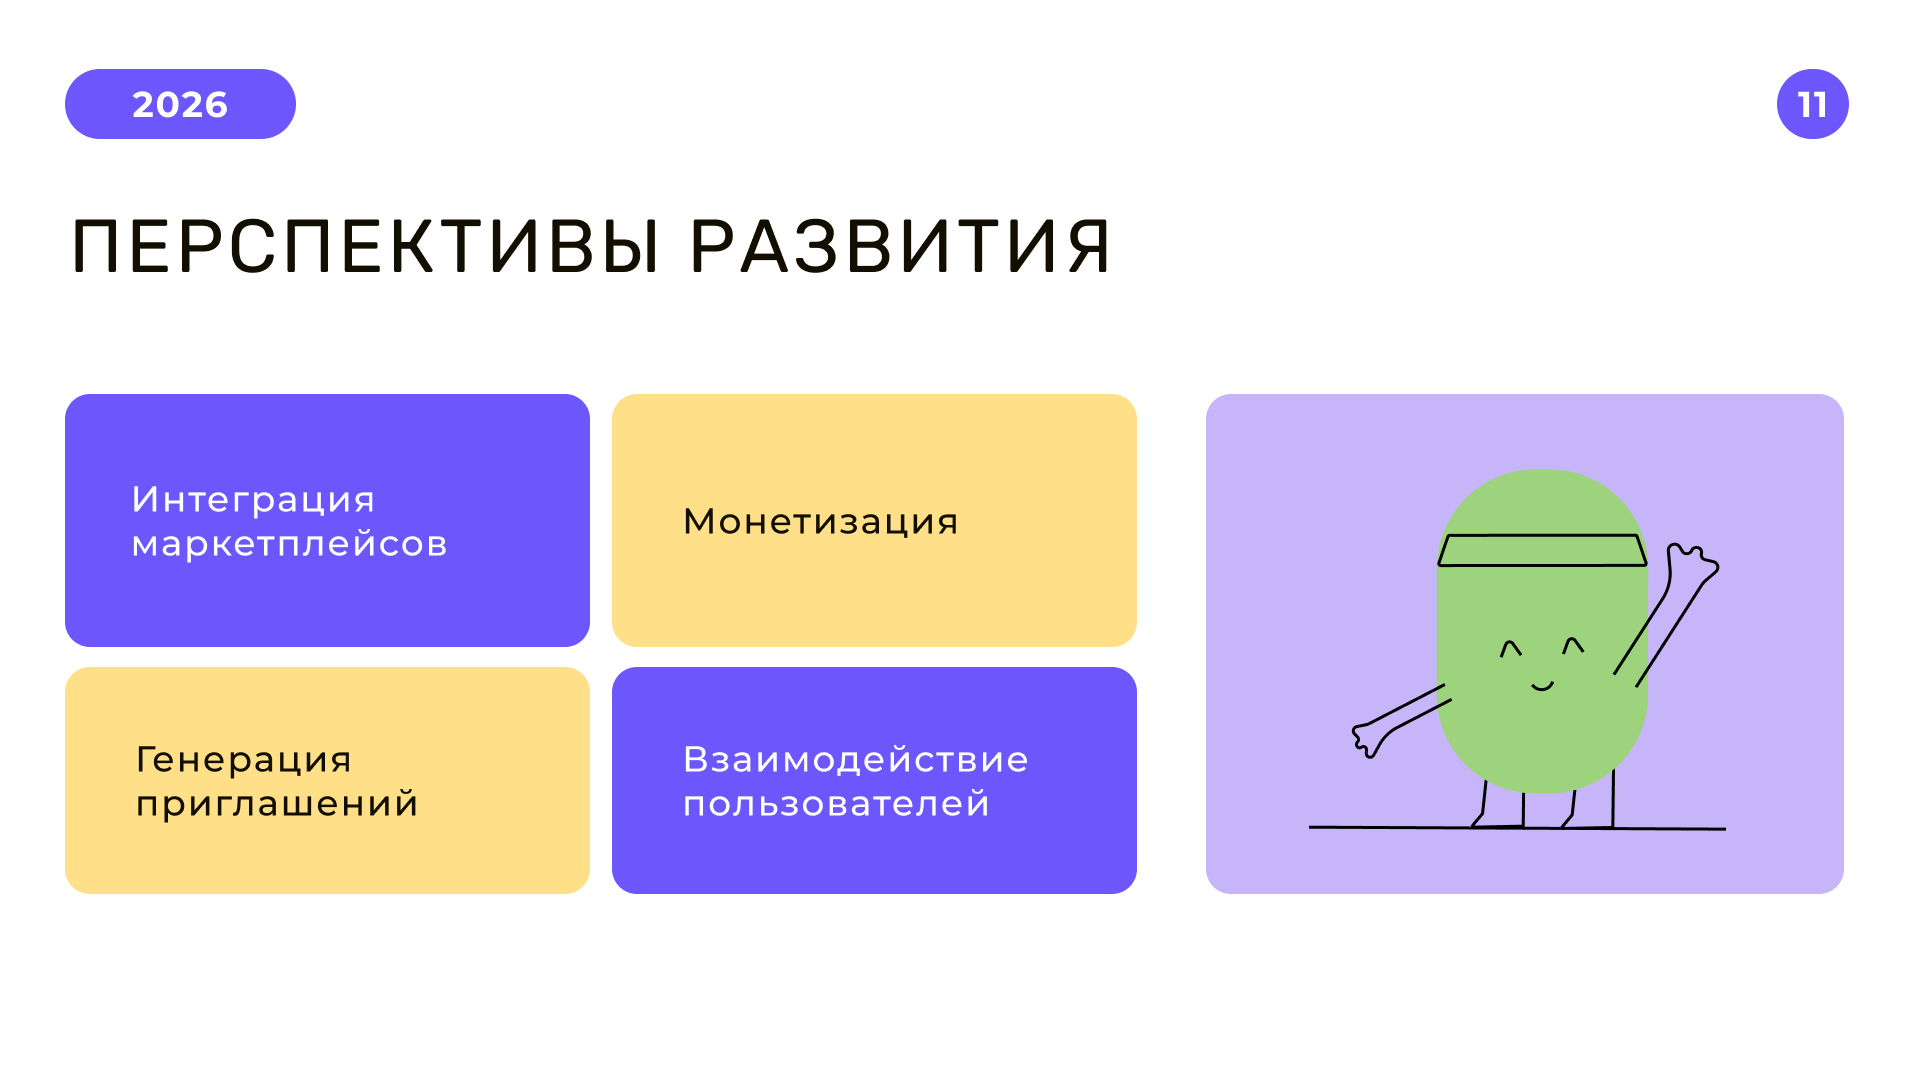 2026
11
ПЕРСПЕКТИВЫ РАЗВИТИЯ
Интеграция
маркетплейсов
Монетизация
Генерация
приглашений
Взаимодействие
пользователей